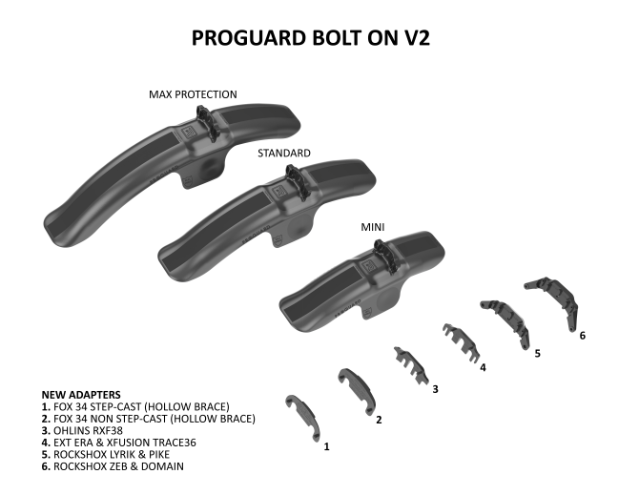 PROGUARD BOLT ON V2
MAX PROTECTION
STANDARD
MINI
6
5
4
3
2
1
NEW ADAPTERS
1. FOX 34 STEP-CAST (HOLLOW BRACE)
2. FOX 34 NON STEP-CAST (HOLLOW BRACE)
3. OHLINS RXF38
4. EXT ERA & XFUSION TRACE36
5. ROCKSHOX LYRIK & PIKE
6. ROCKSHOX ZEB & DOMAIN